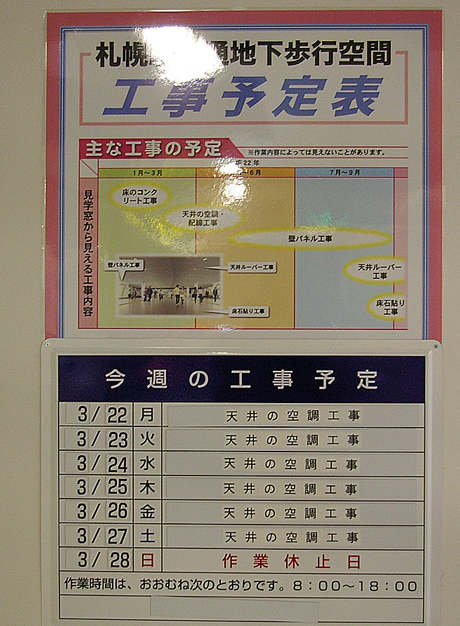 札幌 通地下歩行空間
工事予定表
主な工事の予定
※作業内容によっては見えないことがあります。
22年
1月～3月 6月 7月～9月
見学窓から見える工事内容
床のコンク
リート工事
天井の空調・
配線工事
壁パネル工事
天井ルーバー
工事
床石貼り
工事
壁パネル工事
天井ルーバー工事
床石貼り工事
今週の工事予定
3/22 月 天井の空調工事
3/23 火 天井の空調工事
3/24 水 天井の空調工事
3/25 木 天井の空調工事
3/26 金 天井の空調工事
3/27 土 天井の空調工事
3/28 日 作業休止日
作業時間は、おおむね次のとおりです。8:00～18:00